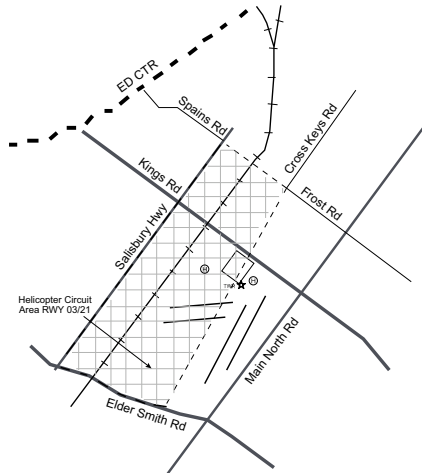 ED CTR
Spains Rd
Cross Keys Rd
Kings Rd
Frost Rd
Salisbury Hwy
H
H
TWR
Helicopter Circuit
Area RWY 03/21
Main North Rd
Elder Smith Rd